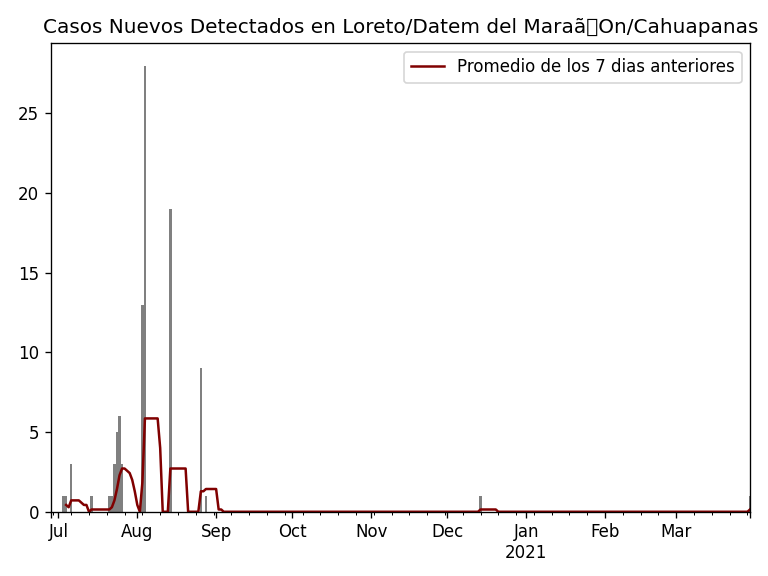 Casos Nuevos Detectados en Loreto/Datem del Maraã▯On/Cahuapanas
Promedio de los 7 dias anteriores
25
20
15
10
5
0
Jul Aug Sep Oct Nov Dec Jan Feb Mar
2021